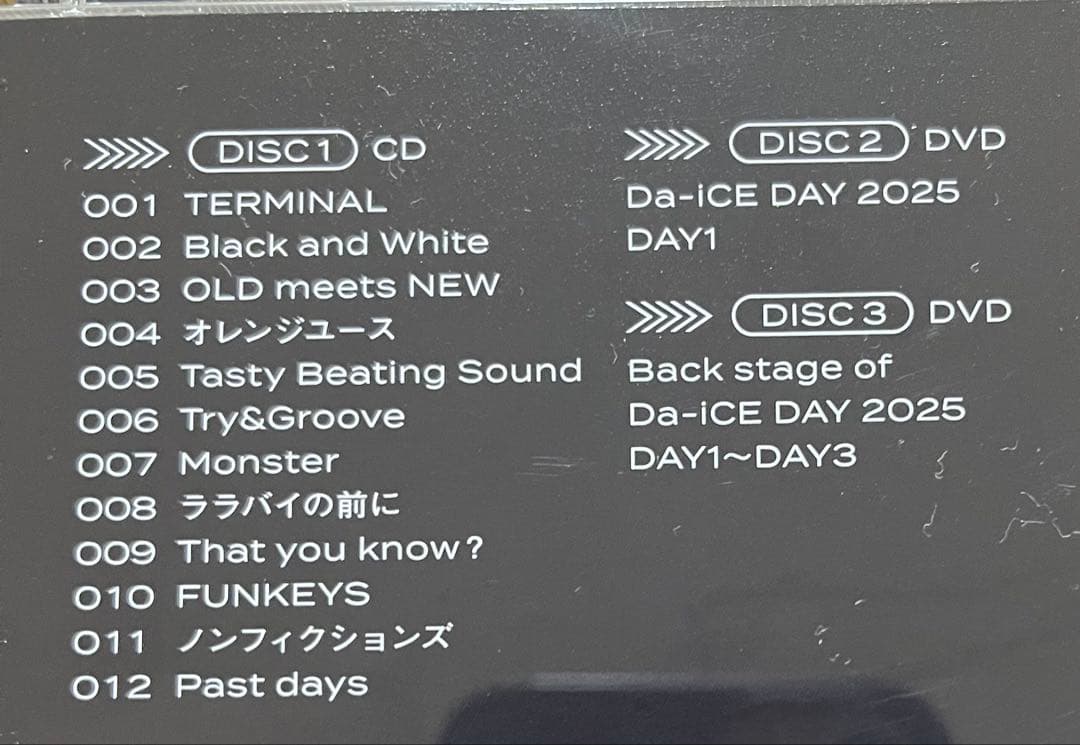 DISC 1 CD
001 TERMINAL
002 Black and White
003 OLD meets NEW
004 オレンジユース
005 Tasty Beating Sound
006 Try&Groove
007 Monster
008 ララバイの前に
009 That you know?
010 FUNKEYS
011 ノンフィクションズ
012 Past days
DISC 2 DVD
Da-iCE DAY 2025
DAY1
DISC 3 DVD
Back stage of
Da-iCE DAY 2025
DAY1〜DAY3